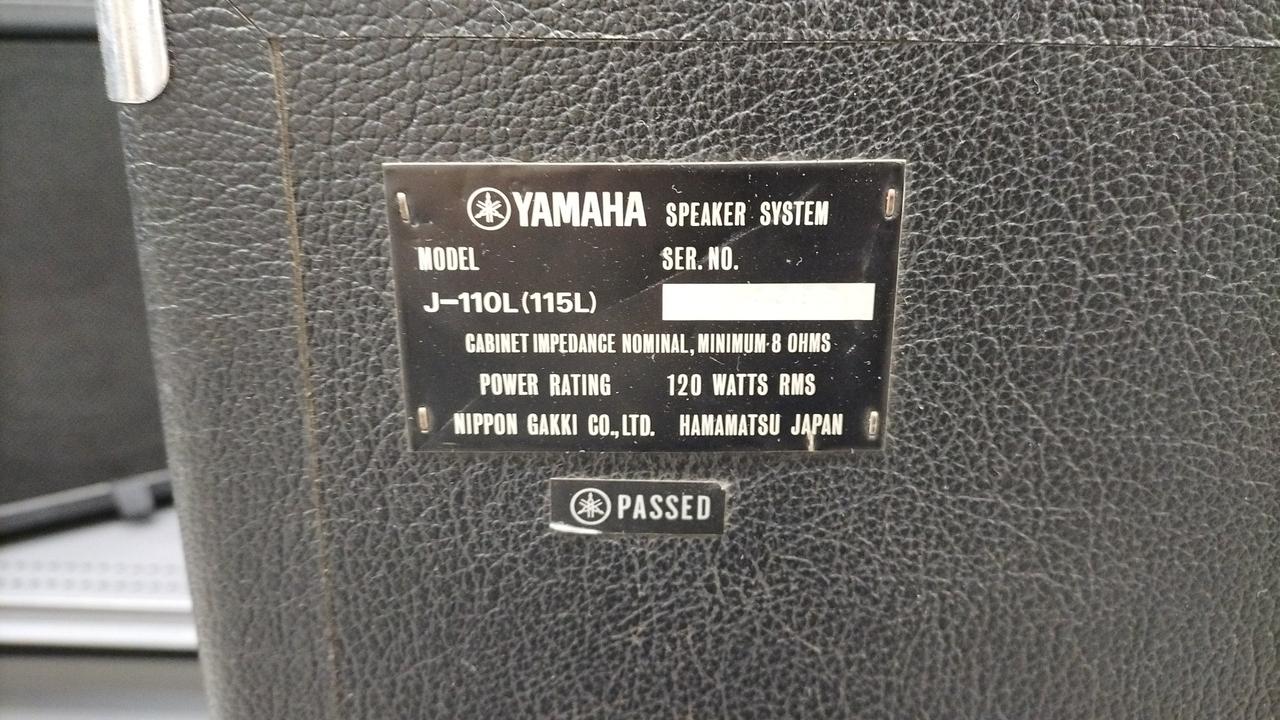 YAMAHA SPEAKER SYSTEM
MODEL SER. NO.
J-110L (115L)
CABINET IMPEDANCE NOMINAL, MINIMUM 8 OHMS
POWER RATING 120 WATTS RMS
NIPPON GAKKI CO., LTD. HAMAMATSU JAPAN
PASSED